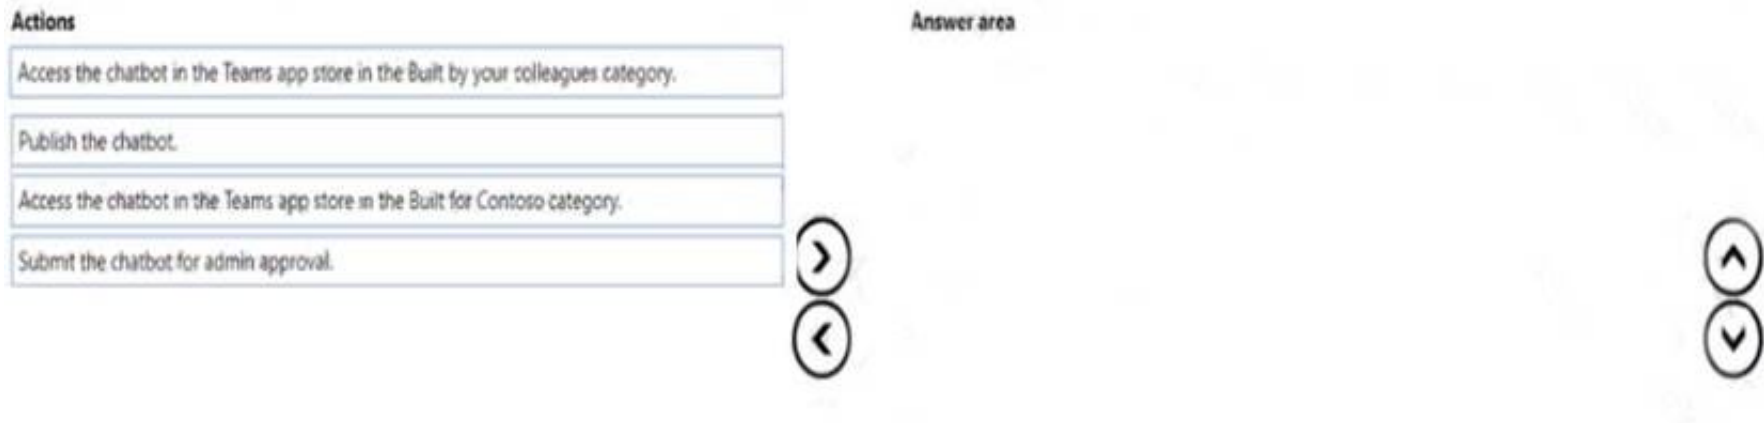 Actions
Answer area
Access the chatbot in the Teams app store in the Built by your colleagues category.
Publish the chatbot.
Access the chatbot in the Teams app store in the Built for Contoso category.
Submit the chatbot for admin approval.